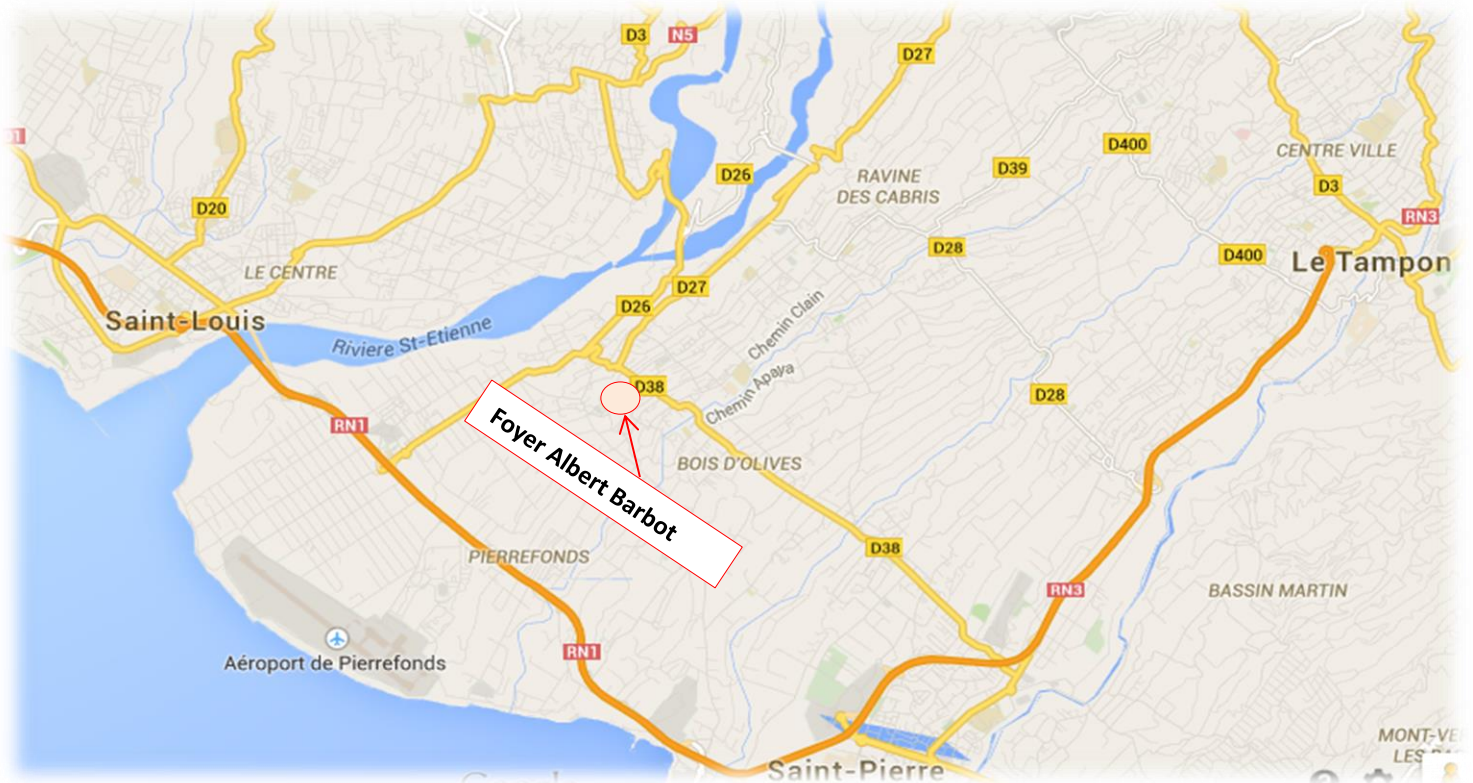 D3
N5
D27
D400
CENTRE VILLE
D39
D26
RAVINE
DES CABRIS
D3
D20
RN3
D28
D400
Le Tampon
LE CENTRE
D27
D26
Saint-Louis
Riviere St-Etienne
Chemin Clain
D38
Chemin Apaya
D28
RN1
Foyer Albert Barbot
BOIS D'OLIVES
D38
PIERREFONDS
RN3
BASSIN MARTIN
Aéroport de Pierrefonds
RN1
Saint-Pierre